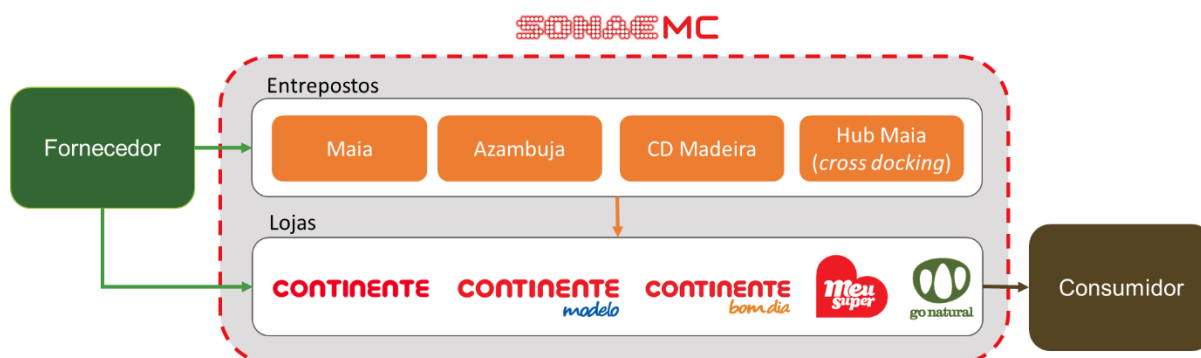 SONAE MC
Entrepostos
Fornecedor
Maia
Azambuja
CD Madeira
Hub Maia
(cross docking)
Lojas
CONTINENTE
CONTINENTE
modelo
CONTINENTE
bom dia
Meu
super
go natural
Consumidor